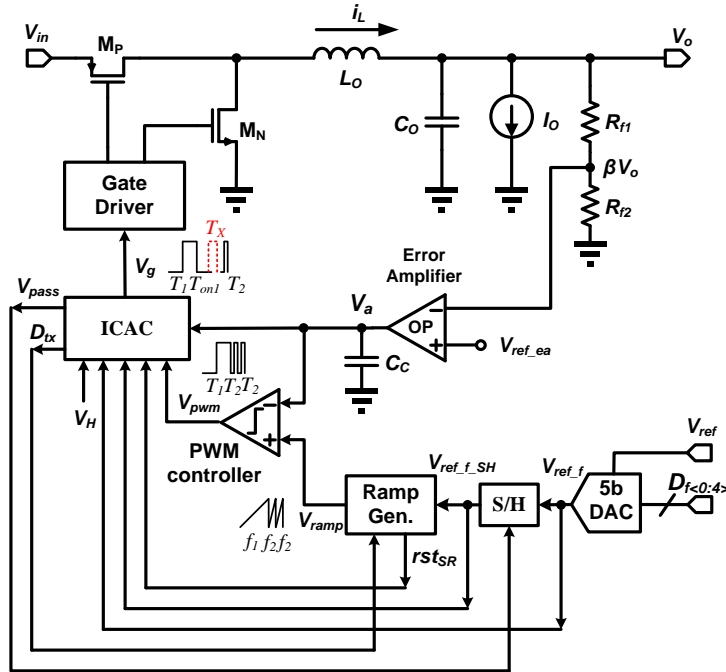 V_in
M_P
i_L
L_O
V_o
M_N
C_O
I_O
R_f1
βV_o
R_f2
Gate
Driver
T_X
V_g
T_1 T_on1 T_2
Error
Amplifier
V_pass
V_a
OP
D_tx
ICAC
V_ref_ea
C_C
T_1 T_2 T_2
V_H
V_pwm
PWM
controller
V_ref
V_ref_f_SH
V_ref_f
D_f<0:4>
Ramp
Gen.
S/H
5b
DAC
V_ramp
f_1 f_2 f_2
rst_SR